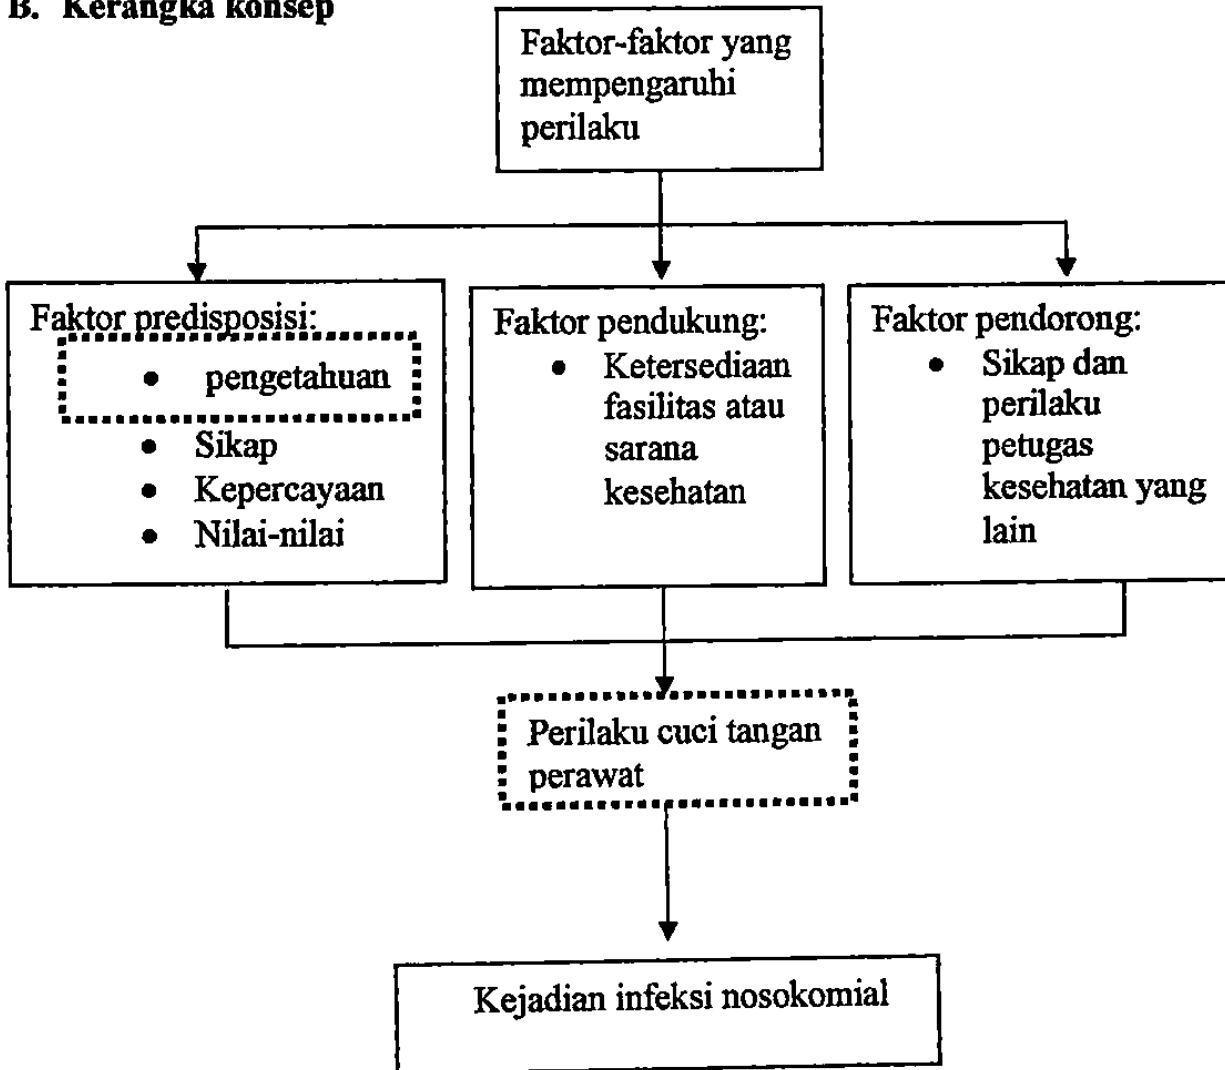 B. Kerangka konsep
Faktor-faktor yang
mempengaruhi
perilaku
Faktor predisposisi:
• pengetahuan
• Sikap
• Kepercayaan
• Nilai-nilai
Faktor pendukung:
• Ketersediaan
fasilitas atau
sarana
kesehatan
Faktor pendorong:
• Sikap dan
perilaku
petugas
kesehatan yang
lain
Perilaku cuci tangan
perawat
Kejadian infeksi nosokomial